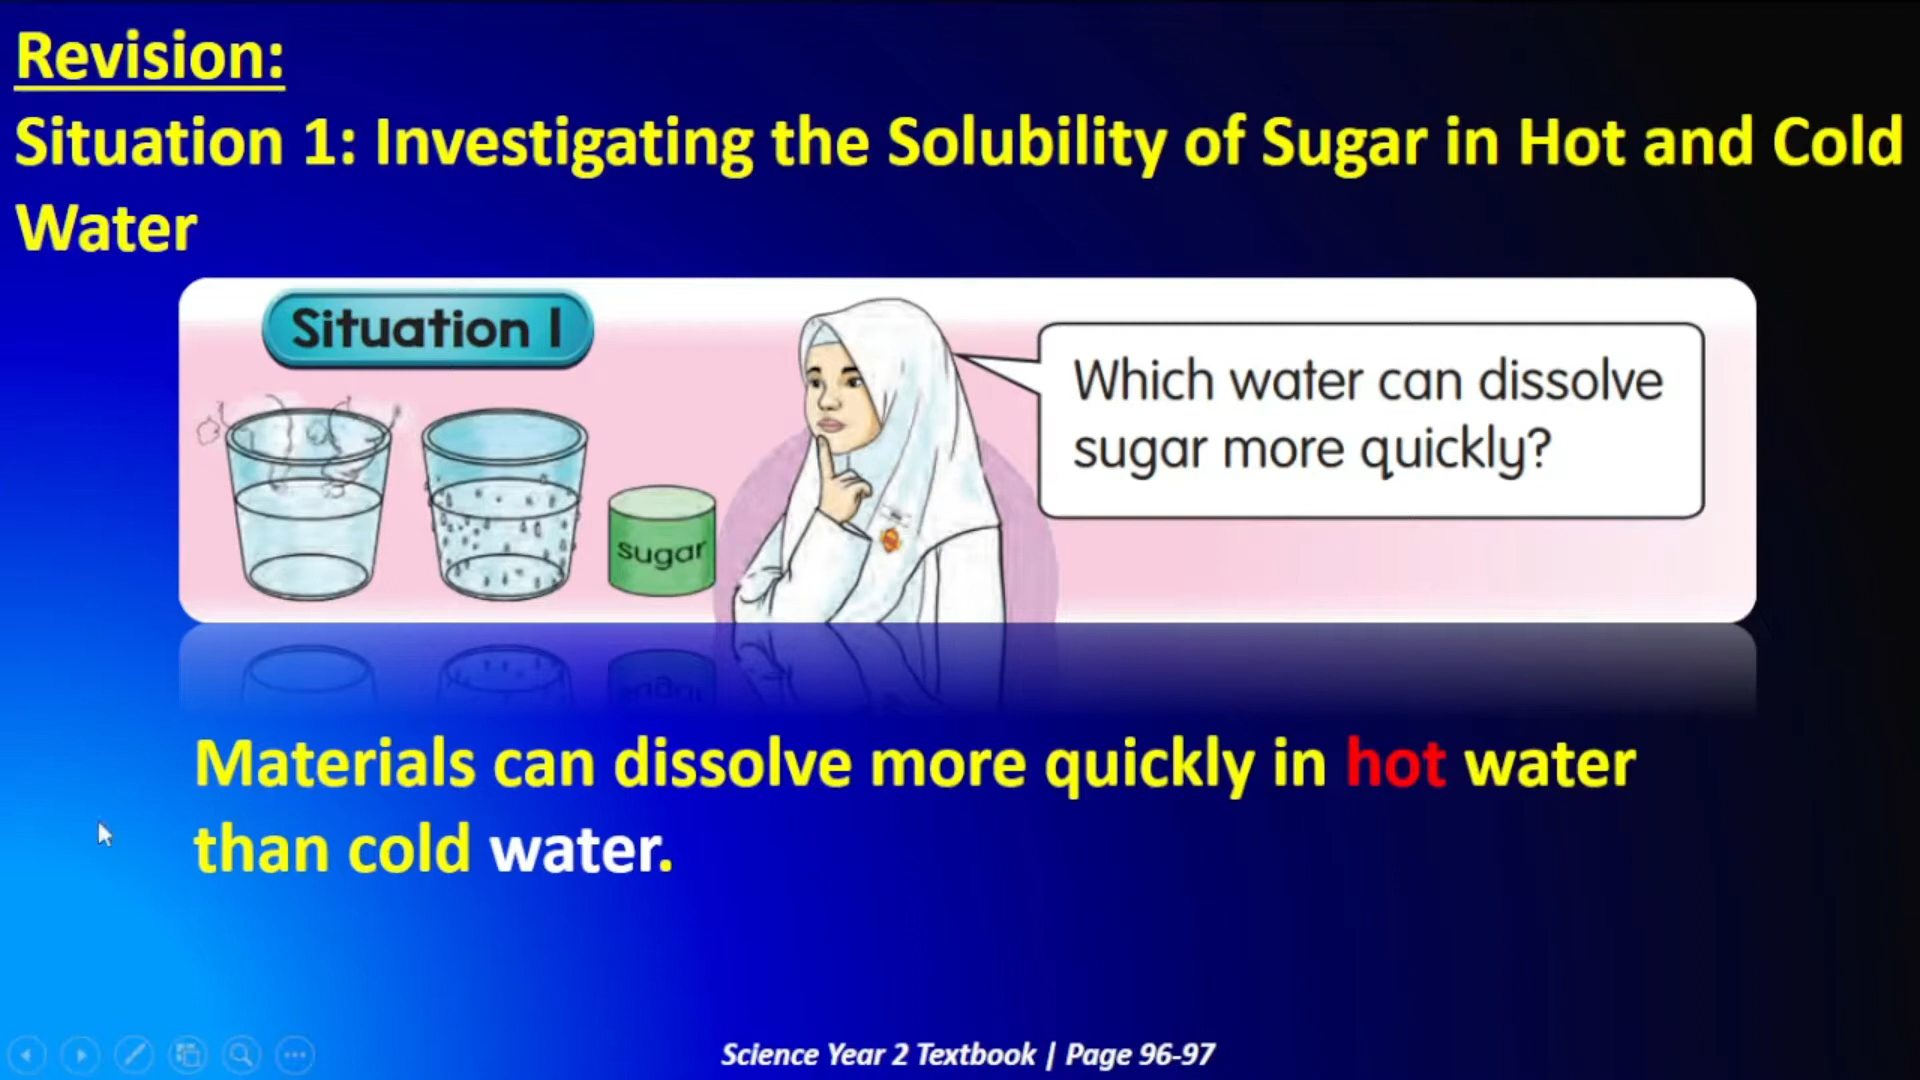 Revision:
Situation 1: Investigating the Solubility of Sugar in Hot and Cold
Water
Situation 1
Which water can dissolve
sugar more quickly?
sugar
Materials can dissolve more quickly in hot water
than cold water.
Science Year 2 Textbook | Page 96-97